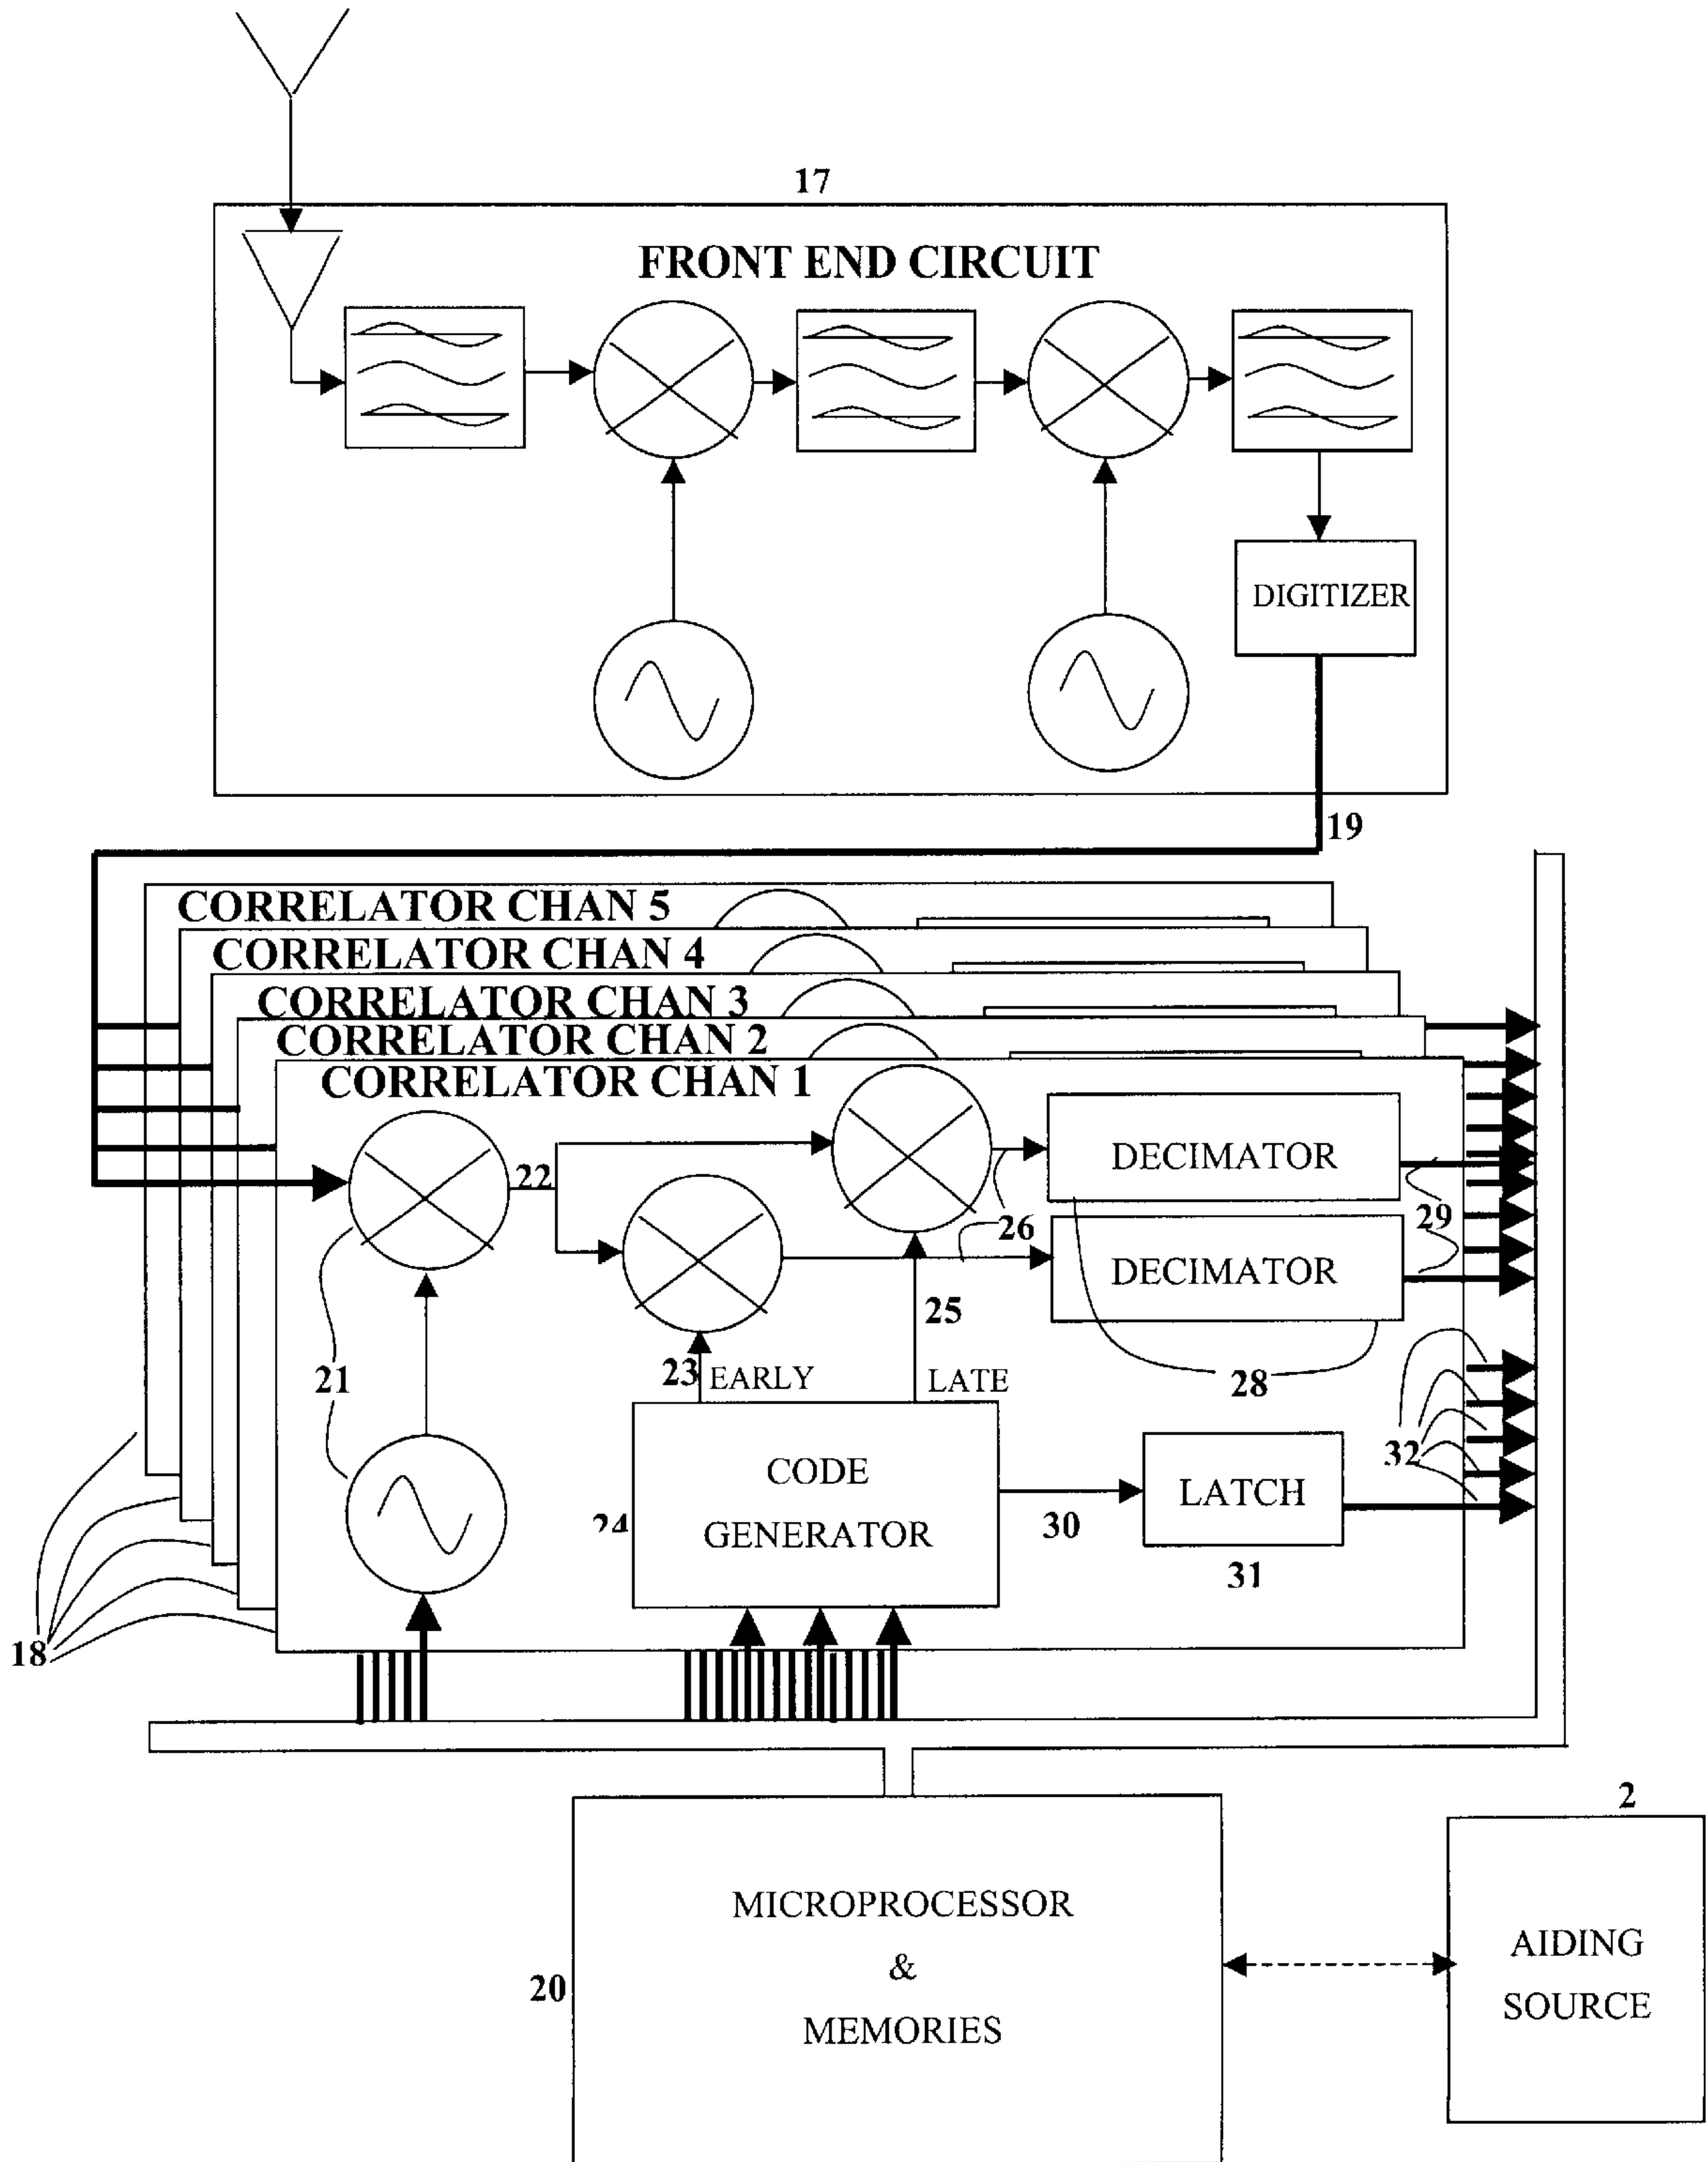 17
FRONT END CIRCUIT
DIGITIZER
19
CORRELATOR CHAN 5
CORRELATOR CHAN 4
CORRELATOR CHAN 3
CORRELATOR CHAN 2
CORRELATOR CHAN 1
22
DECIMATOR
26
29
DECIMATOR
25
21
23
EARLY
LATE
28
32
CODE
GENERATOR
24
LATCH
30
31
18
2
MICROPROCESSOR
&
MEMORIES
20
AIDING
SOURCE